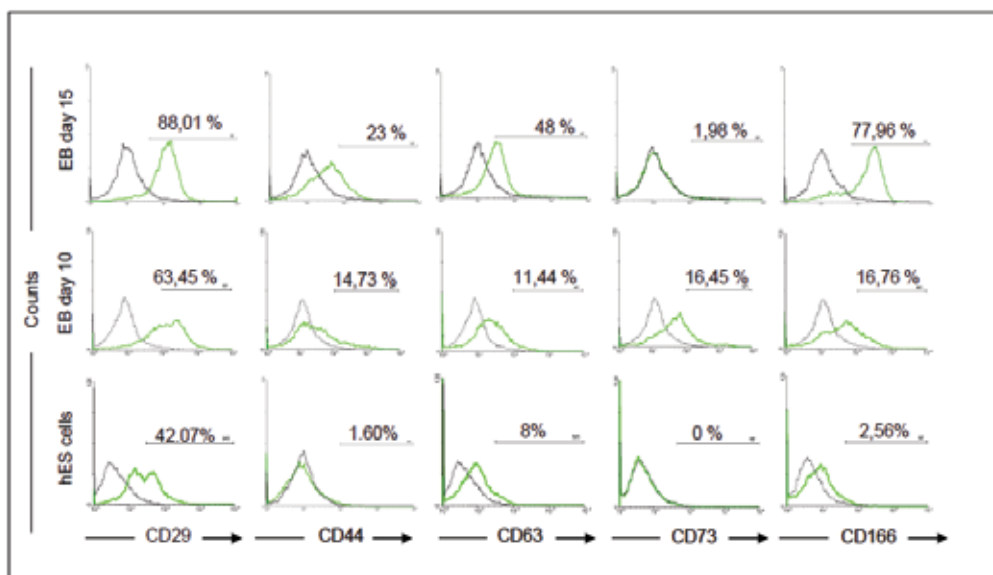 Counts
EB day 15
88,01 %
23 %
48 %
1,98 %
77,96 %
EB day 10
63,45 %
14,73 %
11,44 %
16,45 %
16,76 %
hES cells
42.07%
1.60%
8%
0 %
2,56%
CD29
CD44
CD63
CD73
CD166